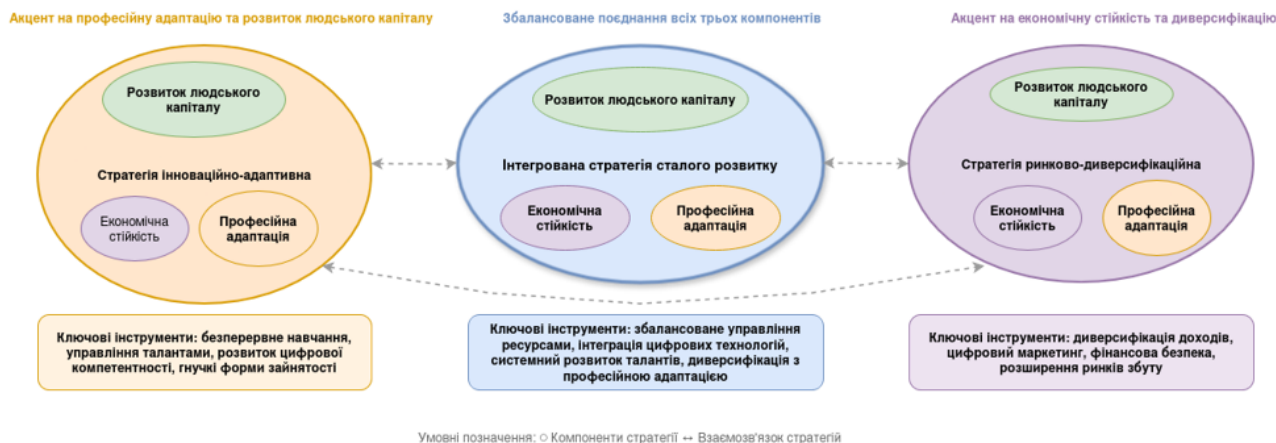 Акцент на професійну адаптацію та розвиток людського капіталу
Збалансоване поєднання всіх трьох компонентів
Акцент на економічну стійкість та диверсифікацію
Розвиток людського
капіталу
Стратегія інноваційно-адаптивна
Економічна
стійкість
Професійна
адаптація
Розвиток людського капіталу
Інтегрована стратегія сталого розвитку
Економічна
стійкість
Професійна
адаптація
Розвиток людського
капіталу
Стратегія ринково-диверсифікаційна
Економічна
стійкість
Професійна
адаптація
Ключові інструменти: безперервне навчання,
управління талантами, розвиток цифрової
компетентності, гнучкі форми зайнятості
Ключові інструменти: збалансоване управління
ресурсами, інтеграція цифрових технологій,
системний розвиток талантів, диверсифікація з
професійною адаптацією
Ключові інструменти: диверсифікація доходів,
цифровий маркетинг, фінансова безпека,
розширення ринків збуту
Умовні позначення: ○ Компоненти стратегії ↔ Взаємозв'язок стратегій